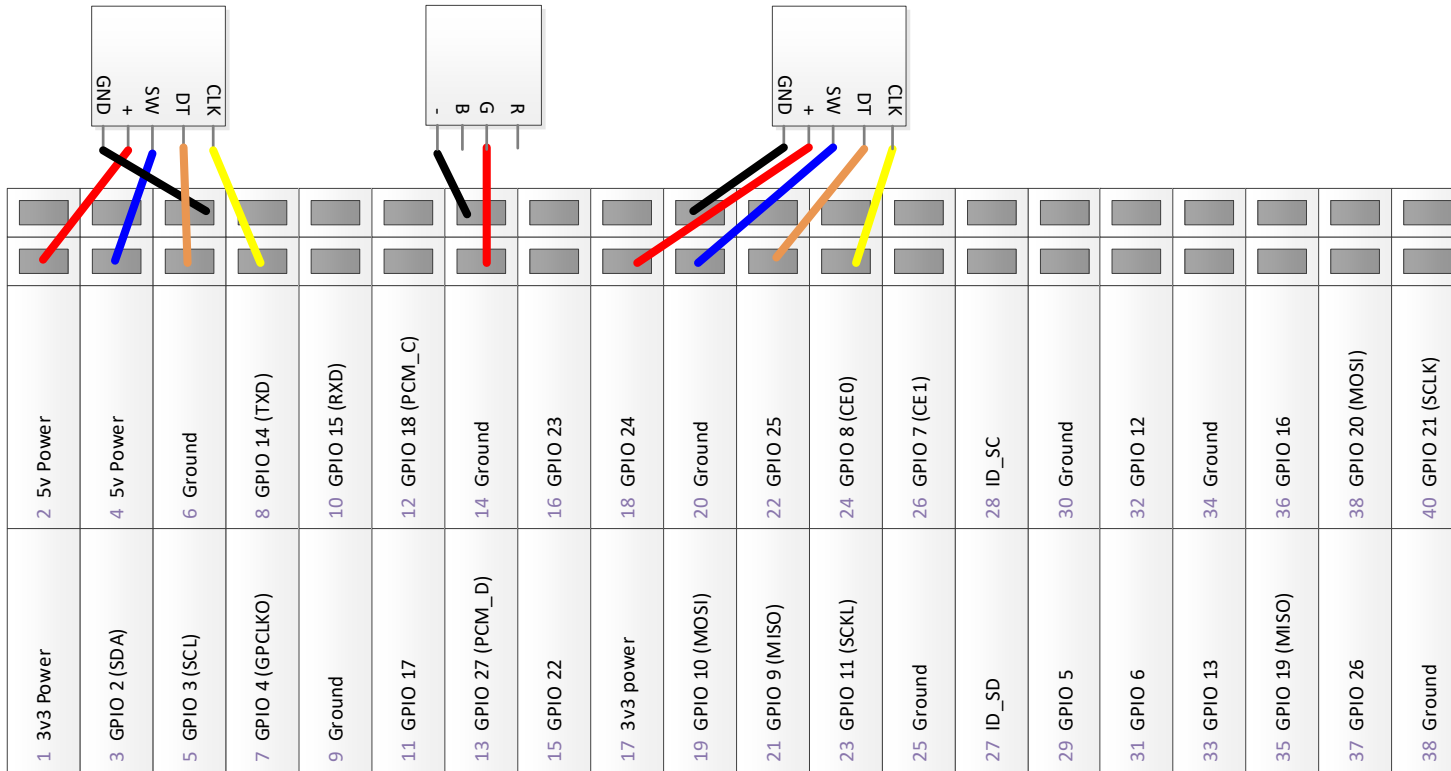 GND
+
SW
DT
CLK
-
B
G
R
GND
+
SW
DT
CLK
2 5v Power
4 5v Power
6 Ground
8 GPIO 14 (TXD)
10 GPIO 15 (RXD)
12 GPIO 18 (PCM_C)
14 Ground
16 GPIO 23
18 GPIO 24
20 Ground
22 GPIO 25
24 GPIO 8 (CE0)
26 GPIO 7 (CE1)
28 ID_SC
30 Ground
32 GPIO 12
34 Ground
36 GPIO 16
38 GPIO 20 (MOSI)
40 GPIO 21 (SCLK)
1 3v3 Power
3 GPIO 2 (SDA)
5 GPIO 3 (SCL)
7 GPIO 4 (GPCLKO)
9 Ground
11 GPIO 17
13 GPIO 27 (PCM_D)
15 GPIO 22
17 3v3 power
19 GPIO 10 (MOSI)
21 GPIO 9 (MISO)
23 GPIO 11 (SCKL)
25 Ground
27 ID_SD
29 GPIO 5
31 GPIO 6
33 GPIO 13
35 GPIO 19 (MISO)
37 GPIO 26
38 Ground